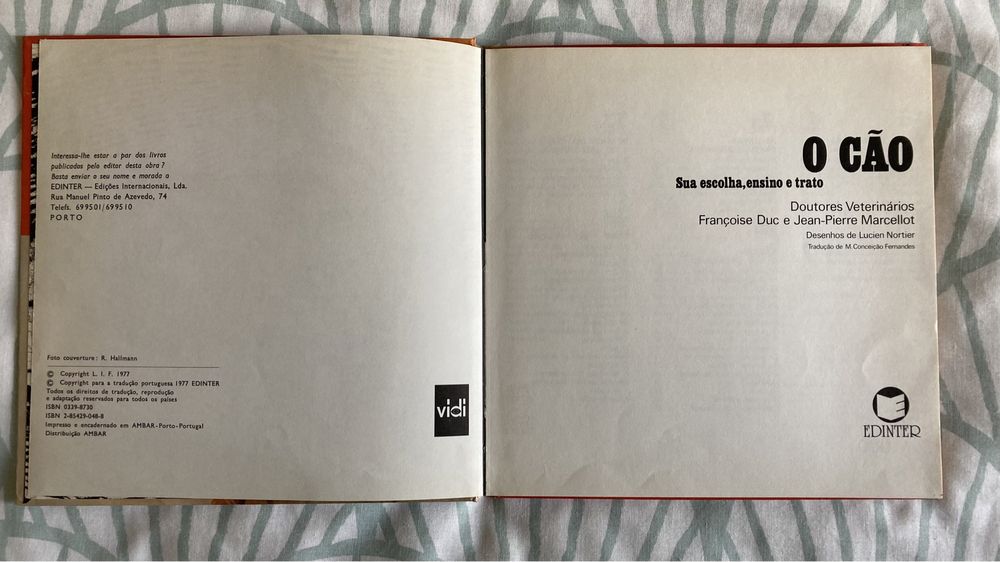 Interessa-lhe estar a par dos livros
publicados pelo editor desta obra?
Basta enviar o seu nome e morada a
EDINTER — Edições Internacionais, Lda.
Rua Manuel Pinto de Azevedo, 74
Telefs. 699501/699510
PORTO
Foto couverture: R. Hallmann
© Copyright L. I. F. 1977
© Copyright para a tradução portuguesa 1977 EDINTER
Todos os direitos de tradução, reprodução
e adaptação reservados para todos os países
ISBN 0339-8730
ISBN 2-85429-048-8
Impresso e encadernado em AMBAR-Porto-Portugal
Distribuição AMBAR
vidi
O CÃO
Sua escolha, ensino e trato
Doutores Veterinários
Françoise Duc e Jean-Pierre Marcellot
Desenhos de Lucien Nortier
Tradução de M. Conceição Fernandes
EDINTER